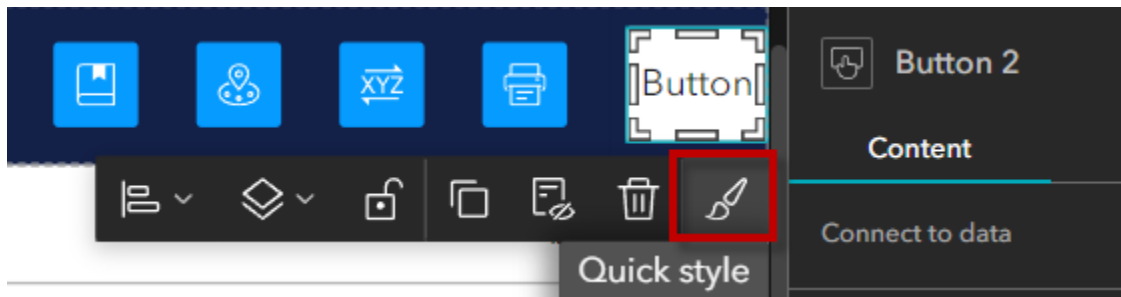 XYZ
Button
Button 2
Content
Connect to data
Quick style